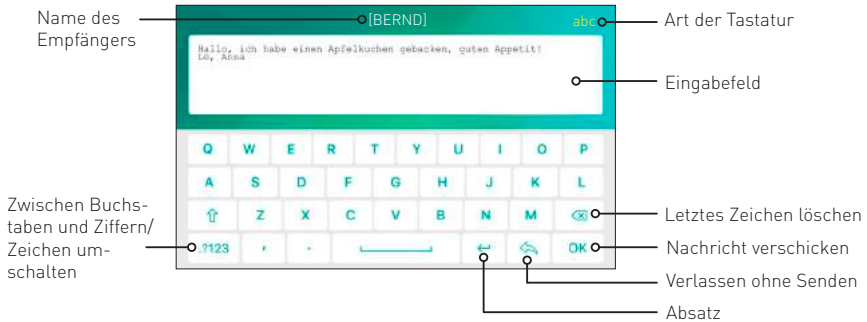 Name des
Empfängers
[BERND]
abc
Art der Tastatur
Hallo, ich habe einen Apfelkuchen gebacken, guten Appetit!
LG, Anna
Eingabefeld
Q W E R T Y U I O P
A S D F G H J K L
Z X C V B N M
Letztes Zeichen löschen
Zwischen Buchs-
taben und Ziffern/
Zeichen um-
schalten
.?123 , . OK
Nachricht verschicken
Verlassen ohne Senden
Absatz